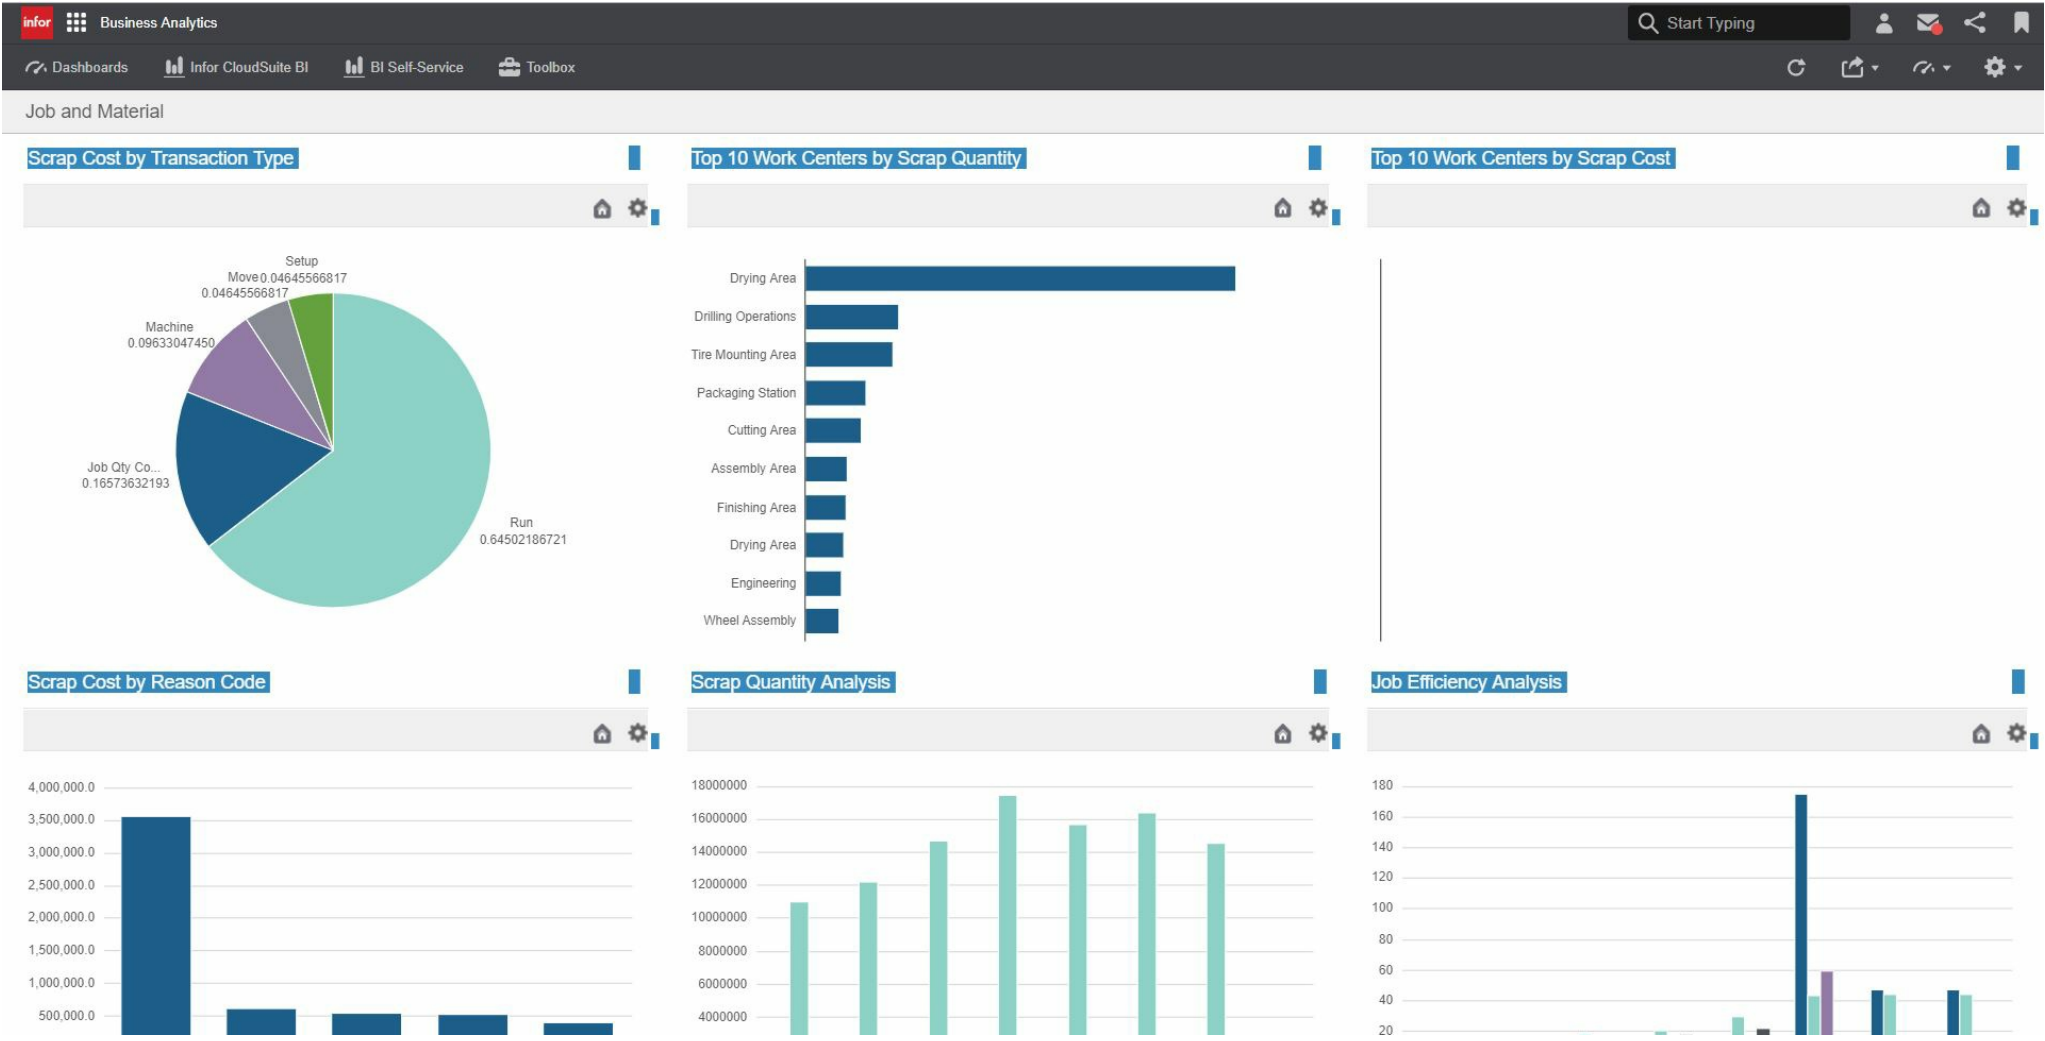 infor Business Analytics Start Typing
Dashboards Infor CloudSuite BI BI Self-Service Toolbox
Job and Material
Scrap Cost by Transaction Type
Setup
Move 0.04645566817
0.04645566817
Machine
0.09633047450
Job Qty Co...
0.16573632193
Run
0.64502186721
Top 10 Work Centers by Scrap Quantity
Drying Area
Drilling Operations
Tire Mounting Area
Packaging Station
Cutting Area
Assembly Area
Finishing Area
Drying Area
Engineering
Wheel Assembly
Top 10 Work Centers by Scrap Cost
Scrap Cost by Reason Code
4,000,000.0
3,500,000.0
3,000,000.0
2,500,000.0
2,000,000.0
1,500,000.0
1,000,000.0
500,000.0
Scrap Quantity Analysis
18000000
16000000
14000000
12000000
10000000
8000000
6000000
4000000
Job Efficiency Analysis
180
160
140
120
100
80
60
40
20